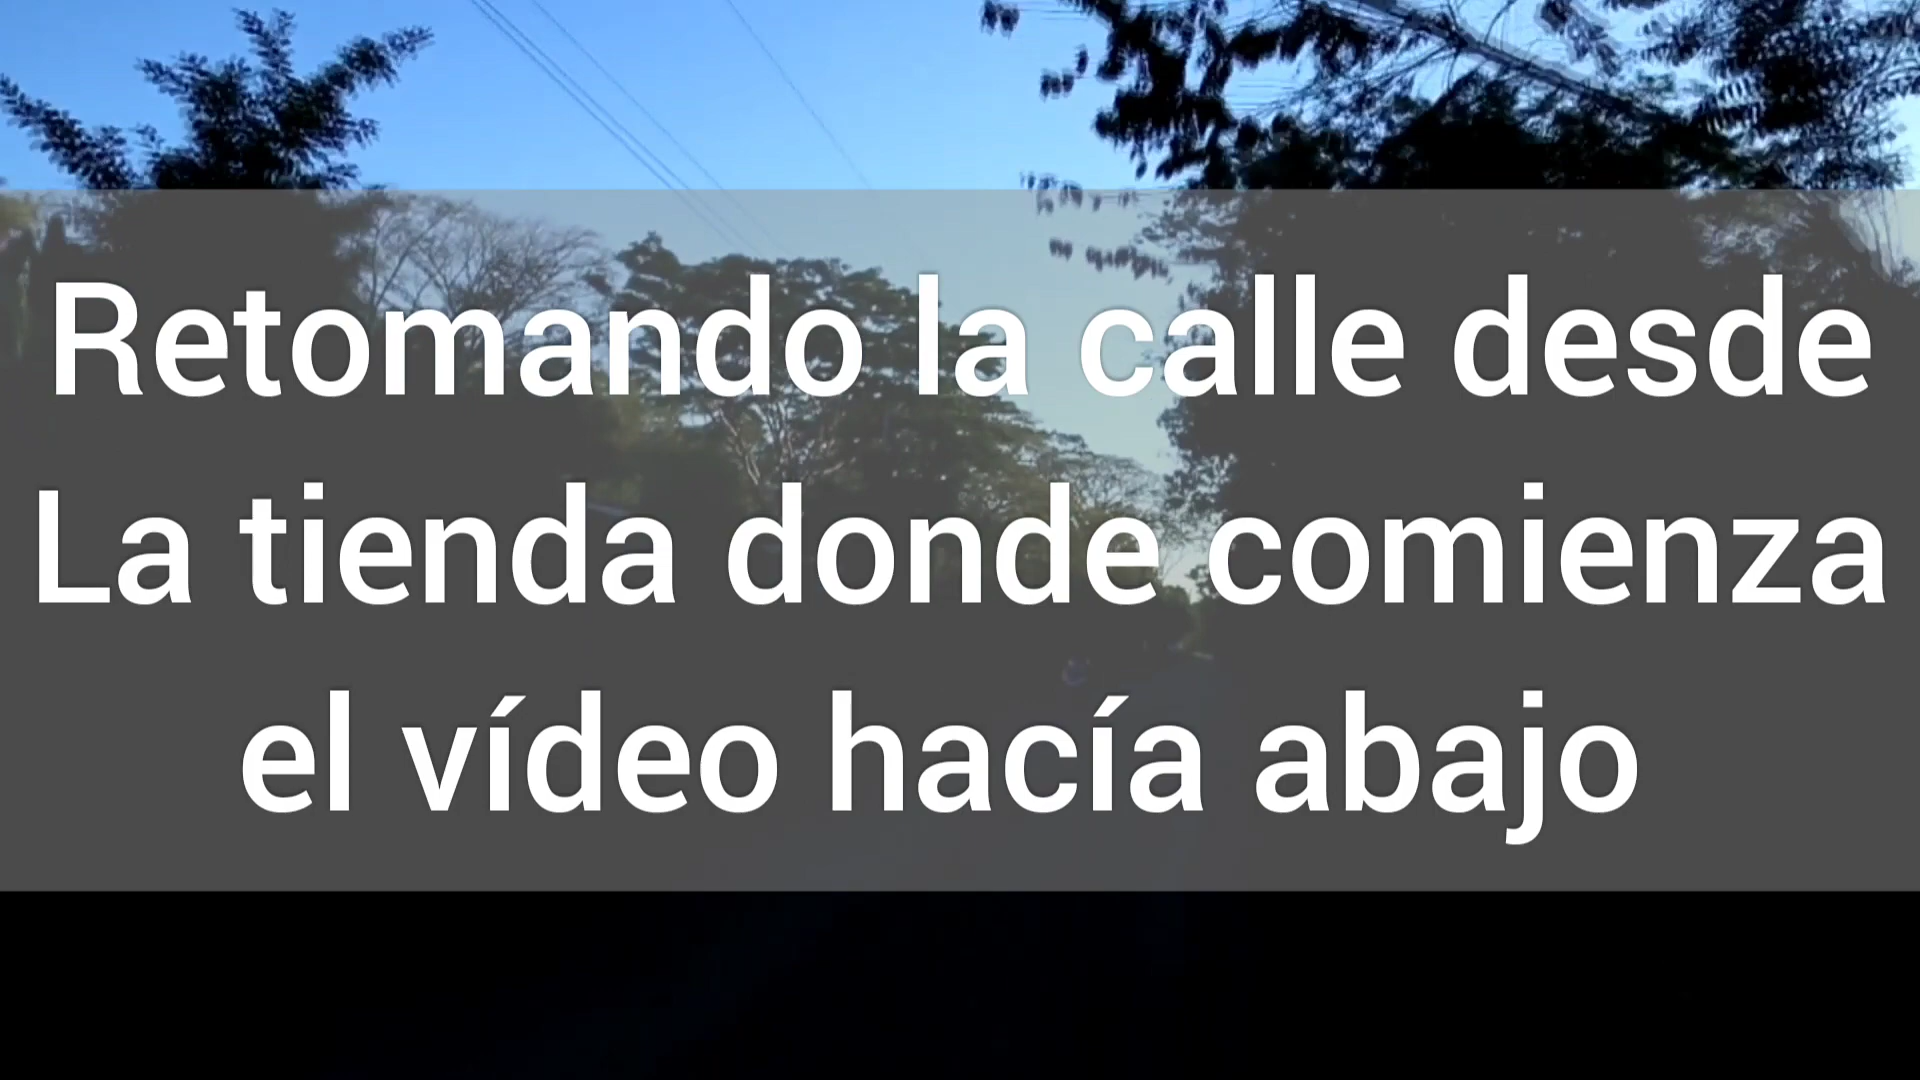 Retomando la calle desde
La tienda donde comienza
el vídeo hacía abajo